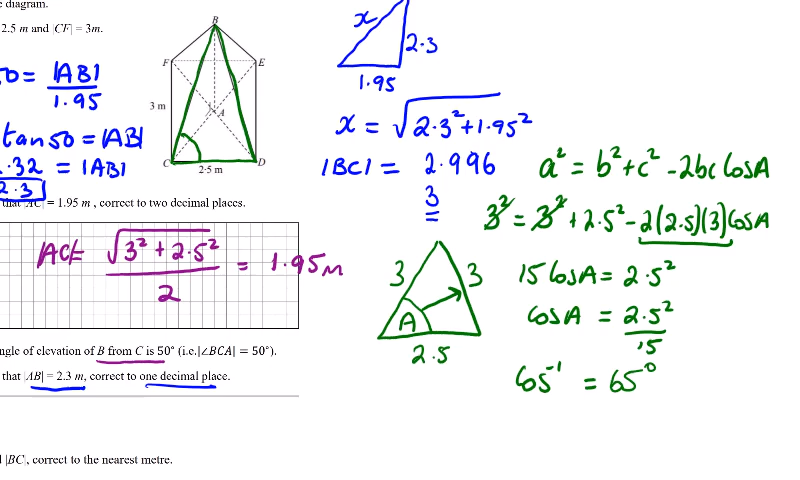 diagram.
2.5 m and |CF| = 3m.
50 = |AB| / 1.95
tan50 = |AB|
.32 = |AB|
2.3
B
F
E
3 m
A
C
D
2.5 m
that |AC| = 1.95 m , correct to two decimal places.
|AC| = √3² + 2.5² / 2 = 1.95m
ngle of elevation of B from C is 50° (i.e.|∠BCA| = 50°).
that |AB| = 2.3 m, correct to one decimal place.
|BC|, correct to the nearest metre.
x
2.3
1.95
x = √2.3²+1.95²
|BC| = 2.996
3
a² = b²+c² -2bc CosA
3² = 3² + 2.5² - 2(2.5)(3)CosA
3
3
A
2.5
15 CosA = 2.5²
CosA = 2.5² / 15
Cos⁻¹ = 65°